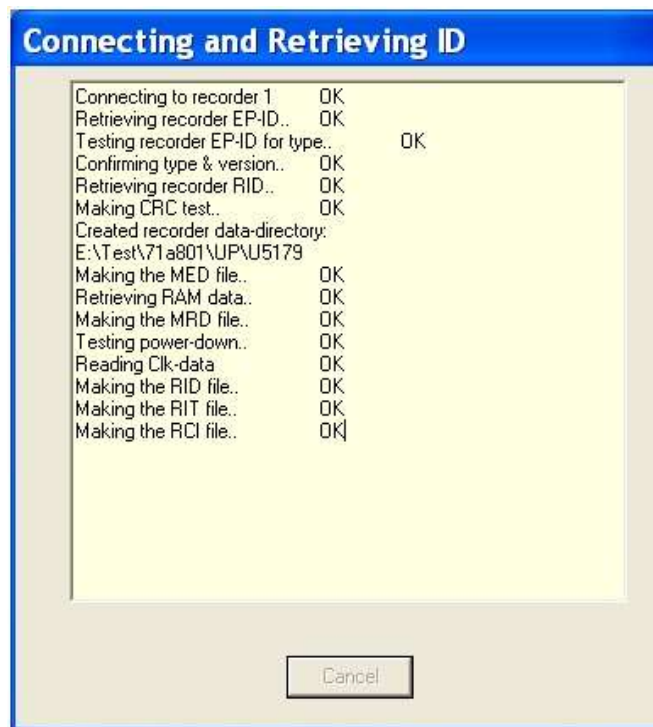 Connecting and Retrieving ID
Connecting to recorder 1 OK
Retrieving recorder EP-ID.. OK
Testing recorder EP-ID for type.. OK
Confirming type & version.. OK
Retrieving recorder RID.. OK
Making CRC test.. OK
Created recorder data-directory:
E:\Test\71a801\UP\U5179
Making the MED file.. OK
Retrieving RAM data.. OK
Making the MRD file.. OK
Testing power-down.. OK
Reading Clk-data OK
Making the RID file.. OK
Making the RIT file.. OK
Making the RCI file.. OK
Cancel